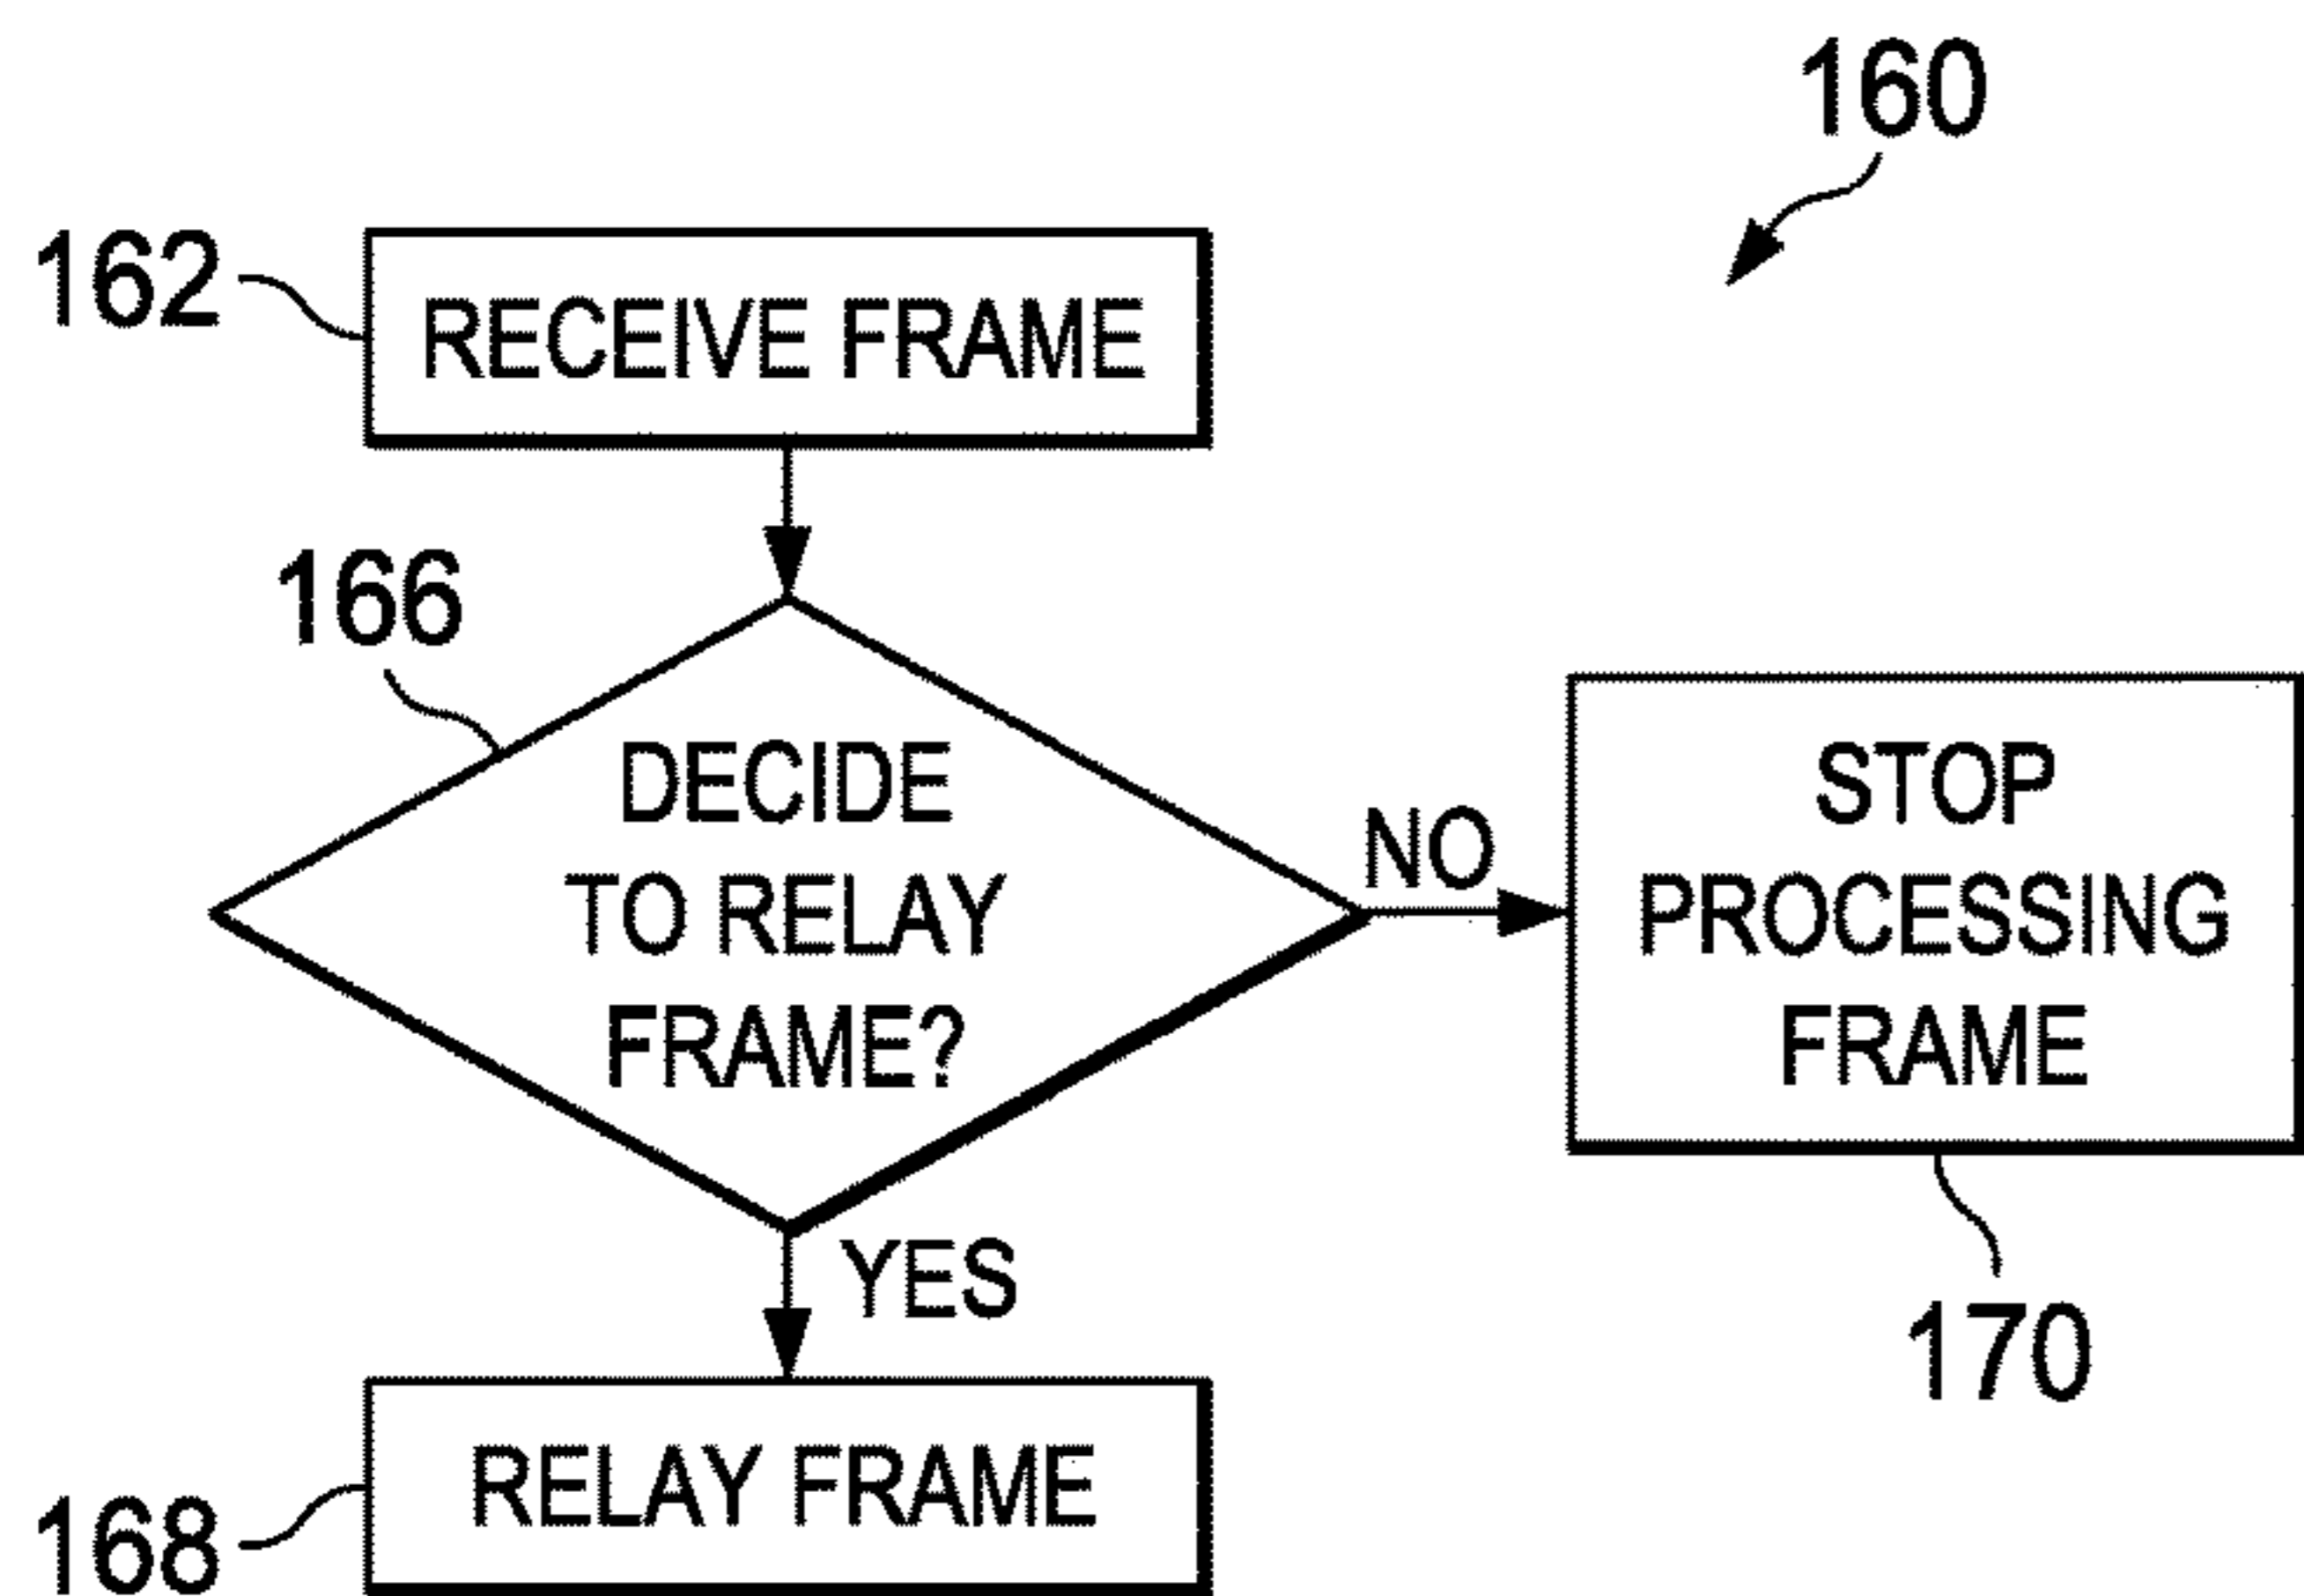 160
162
RECEIVE FRAME
166
DECIDE
TO RELAY
FRAME?
NO
STOP
PROCESSING
FRAME
YES
170
RELAY FRAME
168